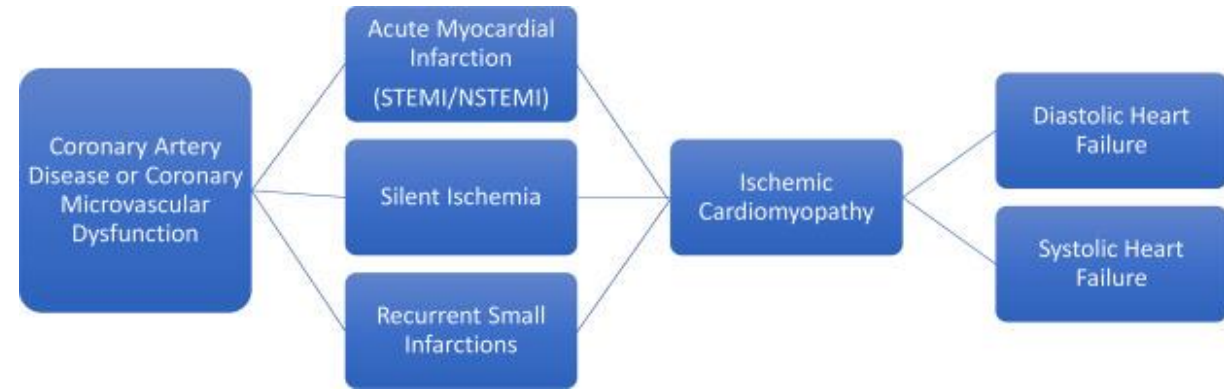 Coronary Artery
Disease or Coronary
Microvascular
Dysfunction
Acute Myocardial
Infarction
(STEMI/NSTEMI)
Silent Ischemia
Recurrent Small
Infarctions
Ischemic
Cardiomyopathy
Diastolic Heart
Failure
Systolic Heart
Failure